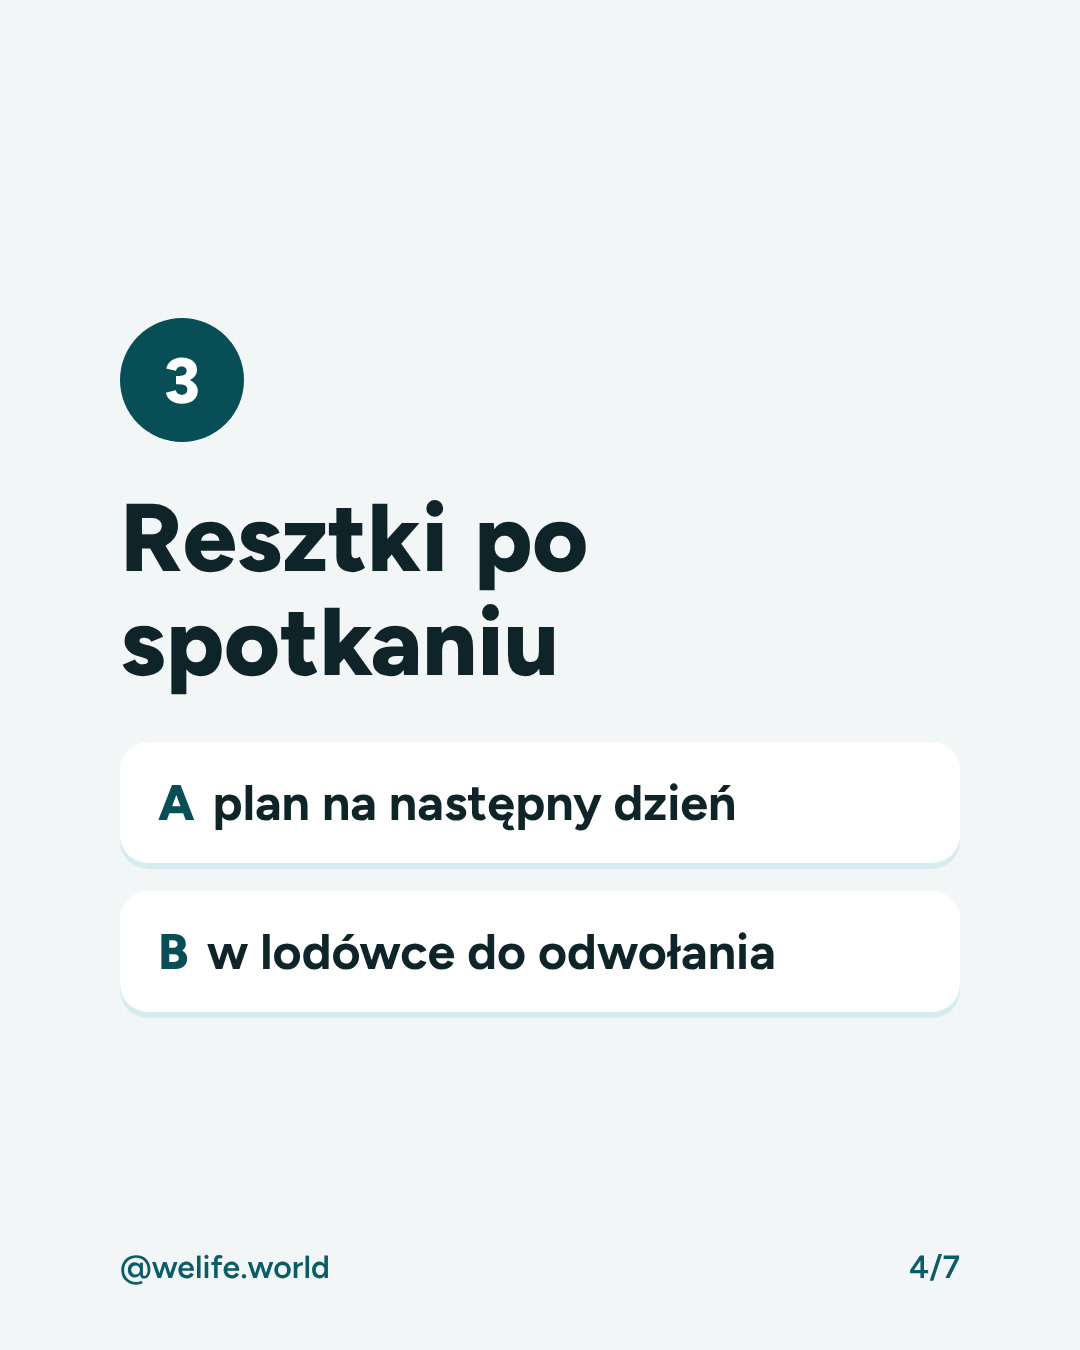 3
Resztki po
spotkaniu
A plan na następny dzień
B w lodówce do odwołania
@welife.world
4/7